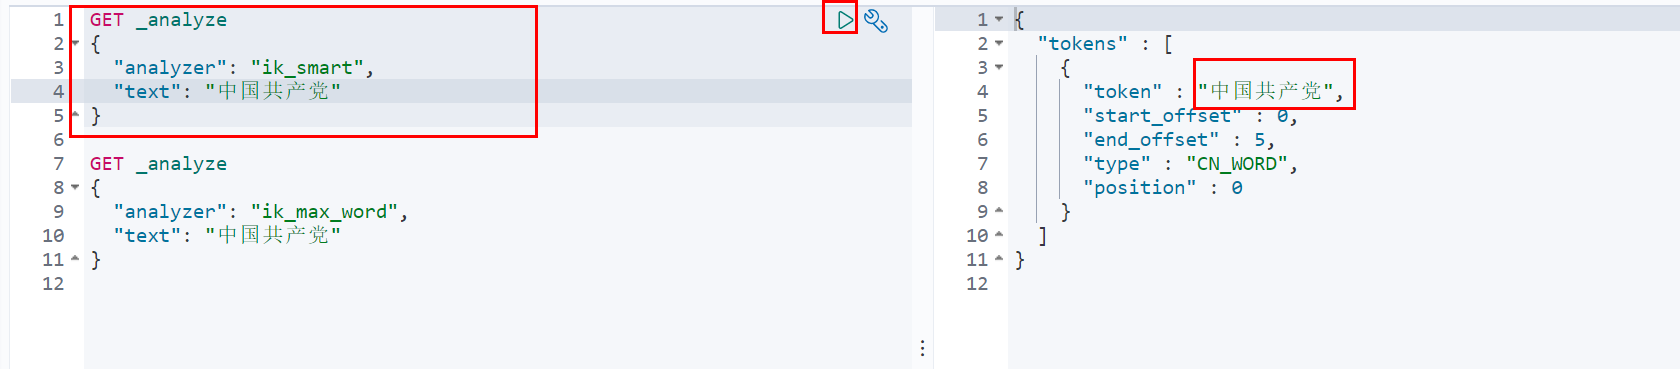 1 GET _analyze
2 {
3 "analyzer": "ik_smart",
4 "text": "中国共产党"
5 }
6
7 GET _analyze
8 {
9 "analyzer": "ik_max_word",
10 "text": "中国共产党"
11 }
12
1 {
2 "tokens" : [
3 {
4 "token" : "中国共产党",
5 "start_offset" : 0,
6 "end_offset" : 5,
7 "type" : "CN_WORD",
8 "position" : 0
9 }
10 ]
11 }
12